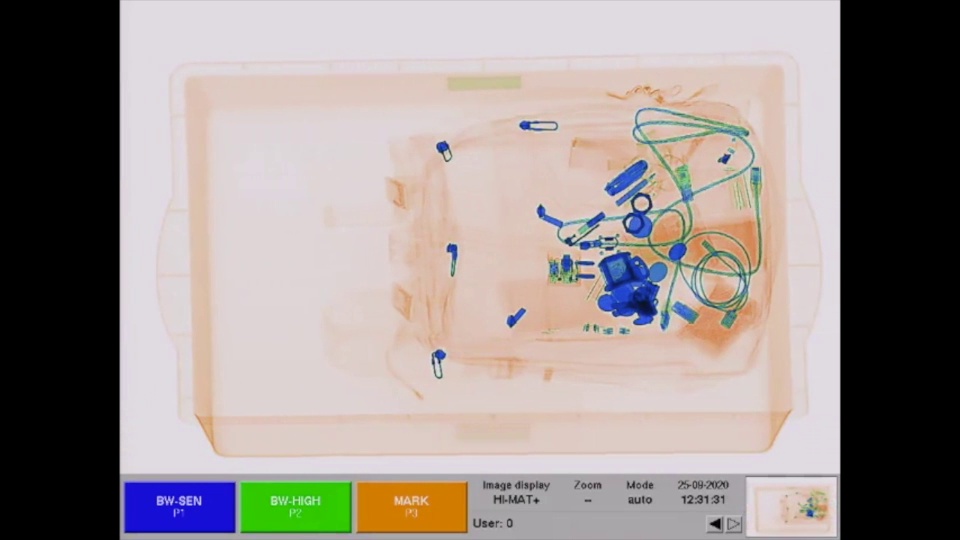 BW-SEN
P1
BW-HIGH
P2
MARK
P3
Image display
HI-MAT+
Zoom
--
Mode
auto
25-09-2020
12:31:31
User: 0